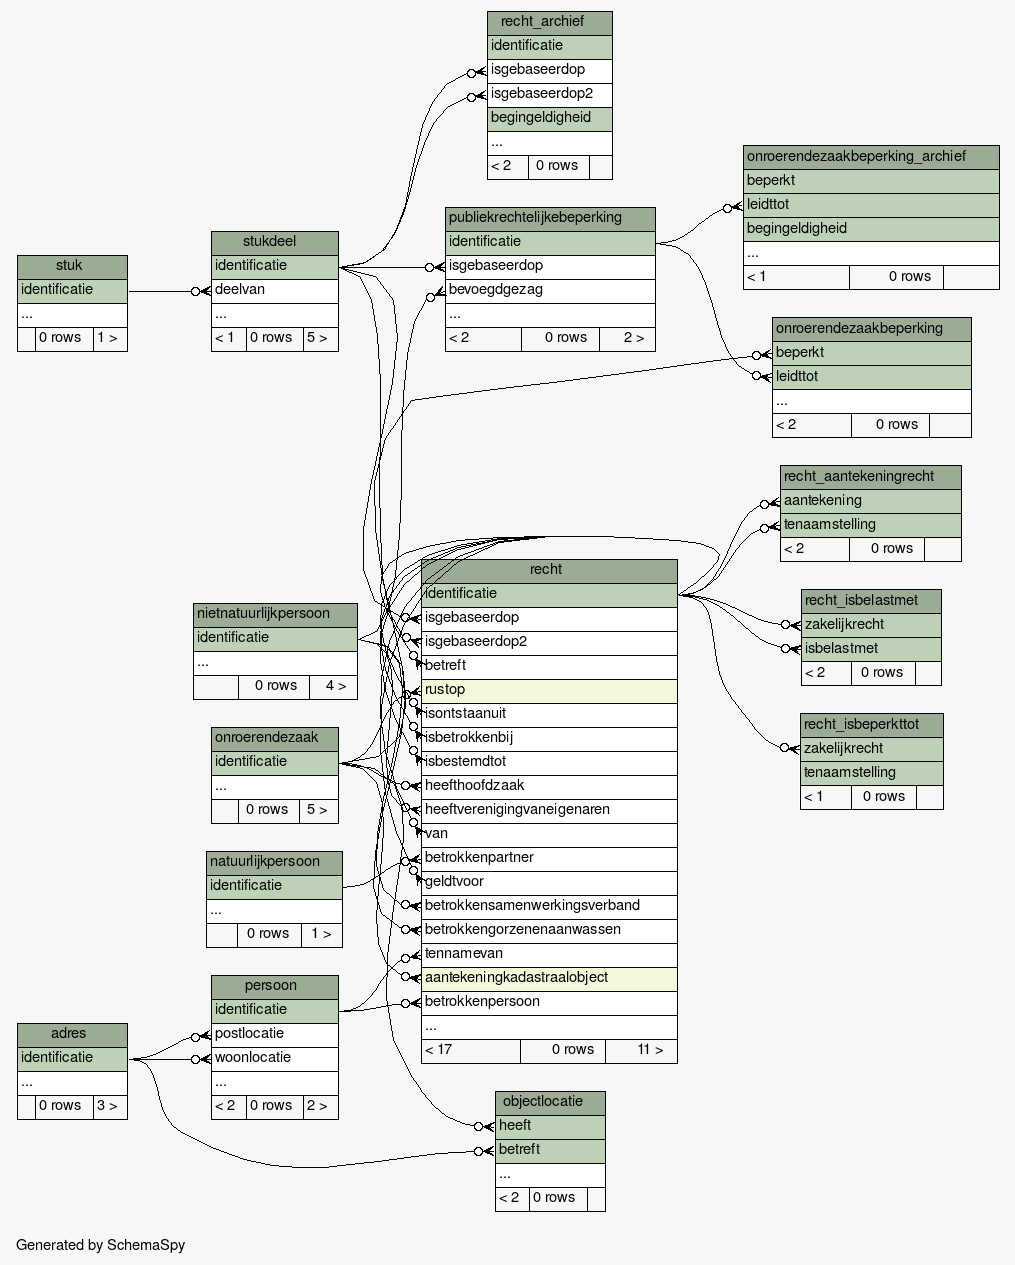 recht_archief
identificatie
isgebaseerdop
isgebaseerdop2
begingeldigheid
...
< 2 0 rows
onroerendezaakbeperking_archief
beperkt
leidttot
begingeldigheid
...
< 1 0 rows
publiekrechtelijkebeperking
identificatie
isgebaseerdop
bevoegdgezag
...
< 2 0 rows 2 >
stukdeel
identificatie
deelvan
...
< 1 0 rows 5 >
stuk
identificatie
...
0 rows 1 >
onroerendezaakbeperking
beperkt
leidttot
...
< 2 0 rows
recht_aantekeningrecht
aantekening
tenaamstelling
< 2 0 rows
recht
identificatie
isgebaseerdop
isgebaseerdop2
betreft
rustop
isontstaanuit
isbetrokkenbij
isbestemdtot
heefthoofdzaak
heeftverenigingvaneigenaren
van
betrokkenpartner
geldtvoor
betrokkensamenwerkingsverband
betrokkengorzenenaanwassen
tennamevan
aantekeningkadastraalobject
betrokkenpersoon
...
< 17 0 rows 11 >
recht_isbelastmet
zakelijkrecht
isbelastmet
< 2 0 rows
recht_isbeperkttot
zakelijkrecht
tenaamstelling
< 1 0 rows
nietnatuurlijkpersoon
identificatie
...
0 rows 4 >
onroerendezaak
identificatie
...
0 rows 5 >
natuurlijkpersoon
identificatie
...
0 rows 1 >
persoon
identificatie
postlocatie
woonlocatie
...
< 2 0 rows 2 >
adres
identificatie
...
0 rows 3 >
objectlocatie
heeft
betreft
...
< 2 0 rows
Generated by SchemaSpy